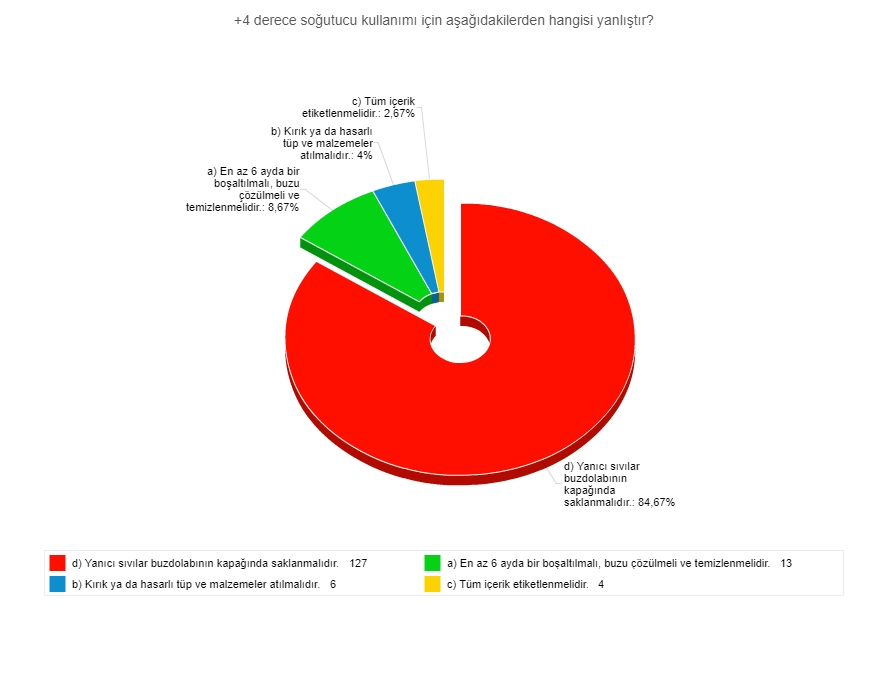 +4 derece soğutucu kullanımı için aşağıdakilerden hangisi yanlıştır?
c) Tüm içerik
etiketlenmelidir.: 2,67%
b) Kırık ya da hasarlı
tüp ve malzemeler
atılmalıdır.: 4%
a) En az 6 ayda bir
boşaltılmalı, buzu
çözülmeli ve
temizlenmelidir.: 8,67%
d) Yanıcı sıvılar
buzdolabının
kapağında
saklanmalıdır.: 84,67%
d) Yanıcı sıvılar buzdolabının kapağında saklanmalıdır. 127
a) En az 6 ayda bir boşaltılmalı, buzu çözülmeli ve temizlenmelidir. 13
b) Kırık ya da hasarlı tüp ve malzemeler atılmalıdır. 6
c) Tüm içerik etiketlenmelidir. 4